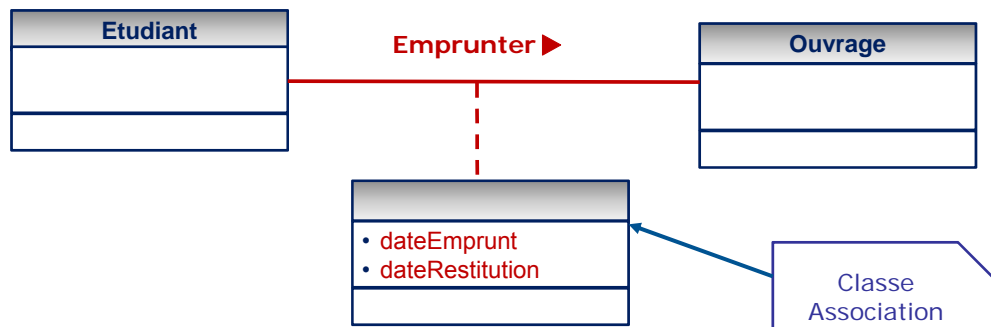 Etudiant
Emprunter ▶
Ouvrage
• dateEmprunt
• dateRestitution
Classe
Association